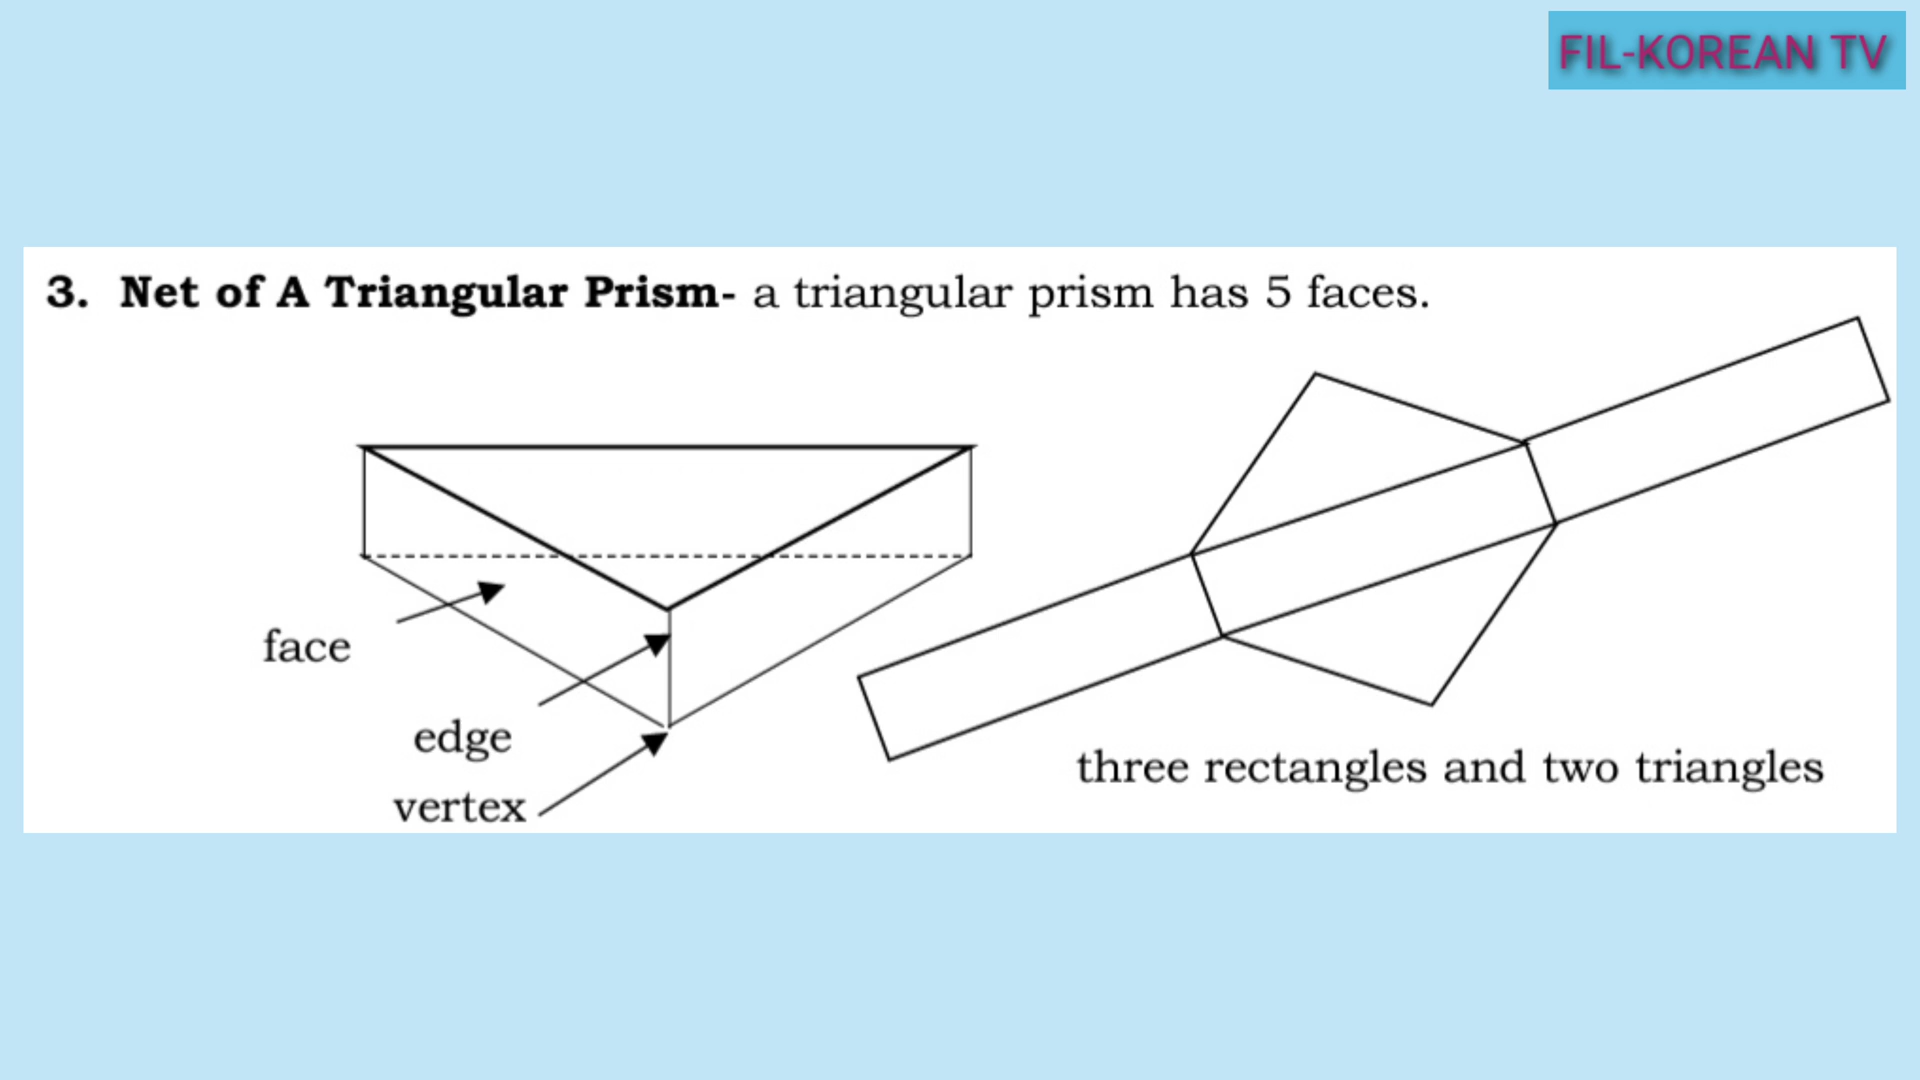 FIL-KOREAN TV
3. Net of A Triangular Prism- a triangular prism has 5 faces.
face
edge
vertex
three rectangles and two triangles